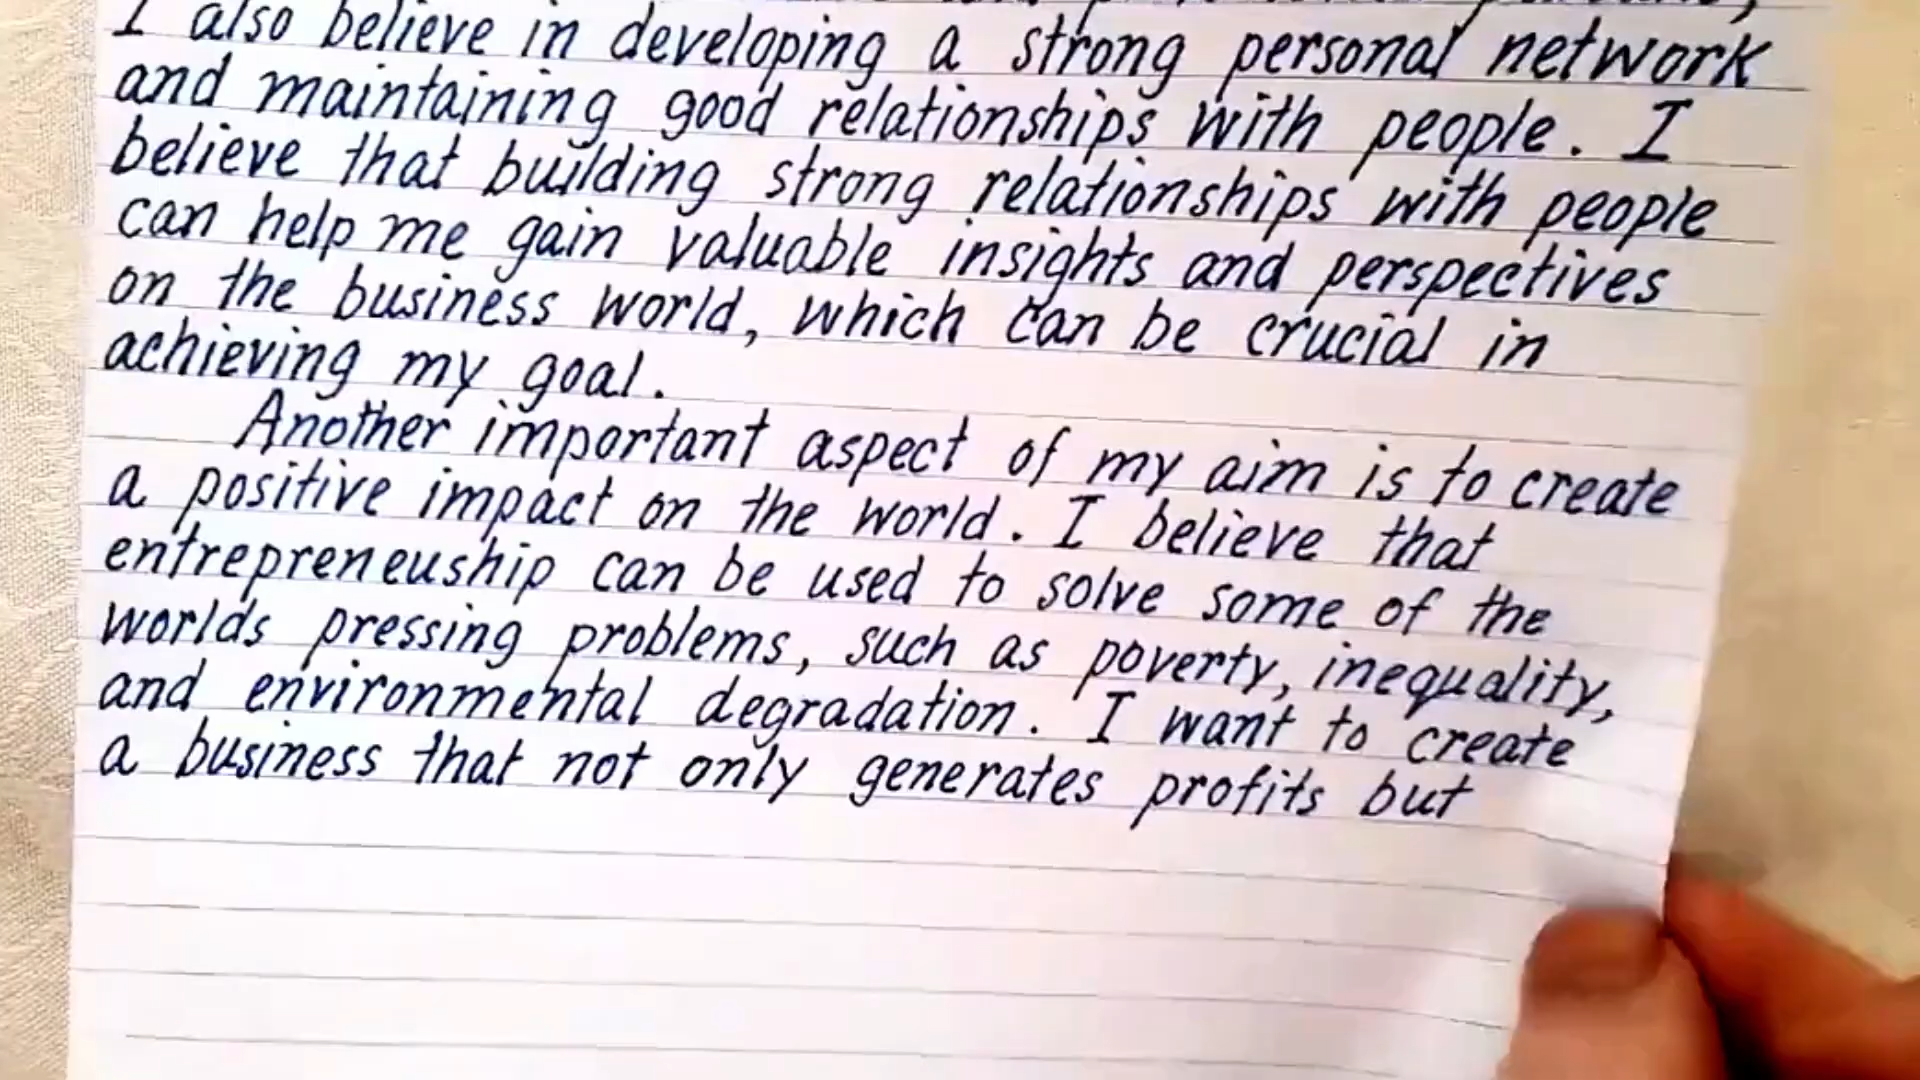 I also believe in developing a strong personal network
and maintaining good relationships with people. I
believe that building strong relationships with people
can help me gain valuable insights and perspectives
on the business world, which can be crucial in
achieving my goal.
Another important aspect of my aim is to create
a positive impact on the world. I believe that
entrepreneuship can be used to solve some of the
worlds pressing problems, such as poverty, inequality,
and environmental degradation. I want to create
a business that not only generates profits but